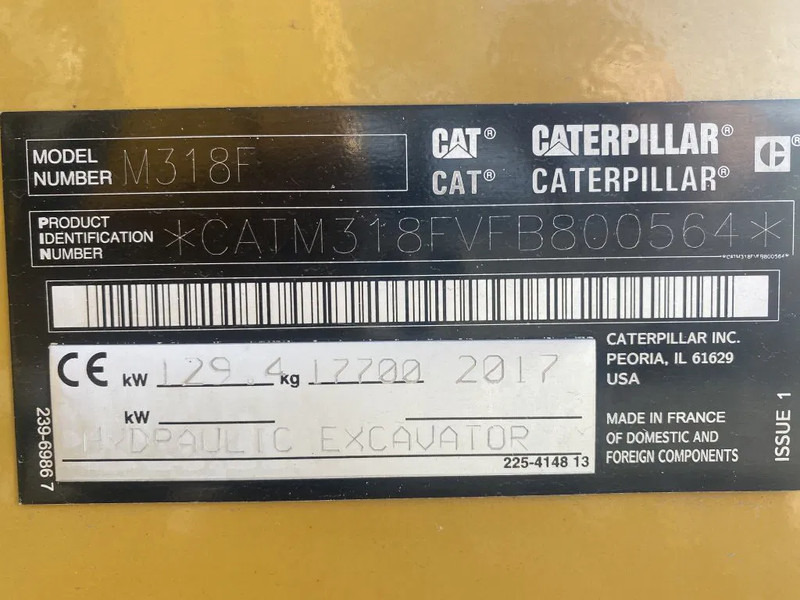 MODEL NUMBER M318F
CAT® CATERPILLAR®
CAT® CATERPILLAR®
C®
PRODUCT IDENTIFICATION NUMBER *CATM318FVFB800564*
*CATM318FVFB800564*
CE kW 129.4 kg 17700 2017
kW
HYDRAULIC EXCAVATOR
225-4148 13
CATERPILLAR INC.
PEORIA, IL 61629
USA
MADE IN FRANCE
OF DOMESTIC AND
FOREIGN COMPONENTS
ISSUE 1
239-6986 7